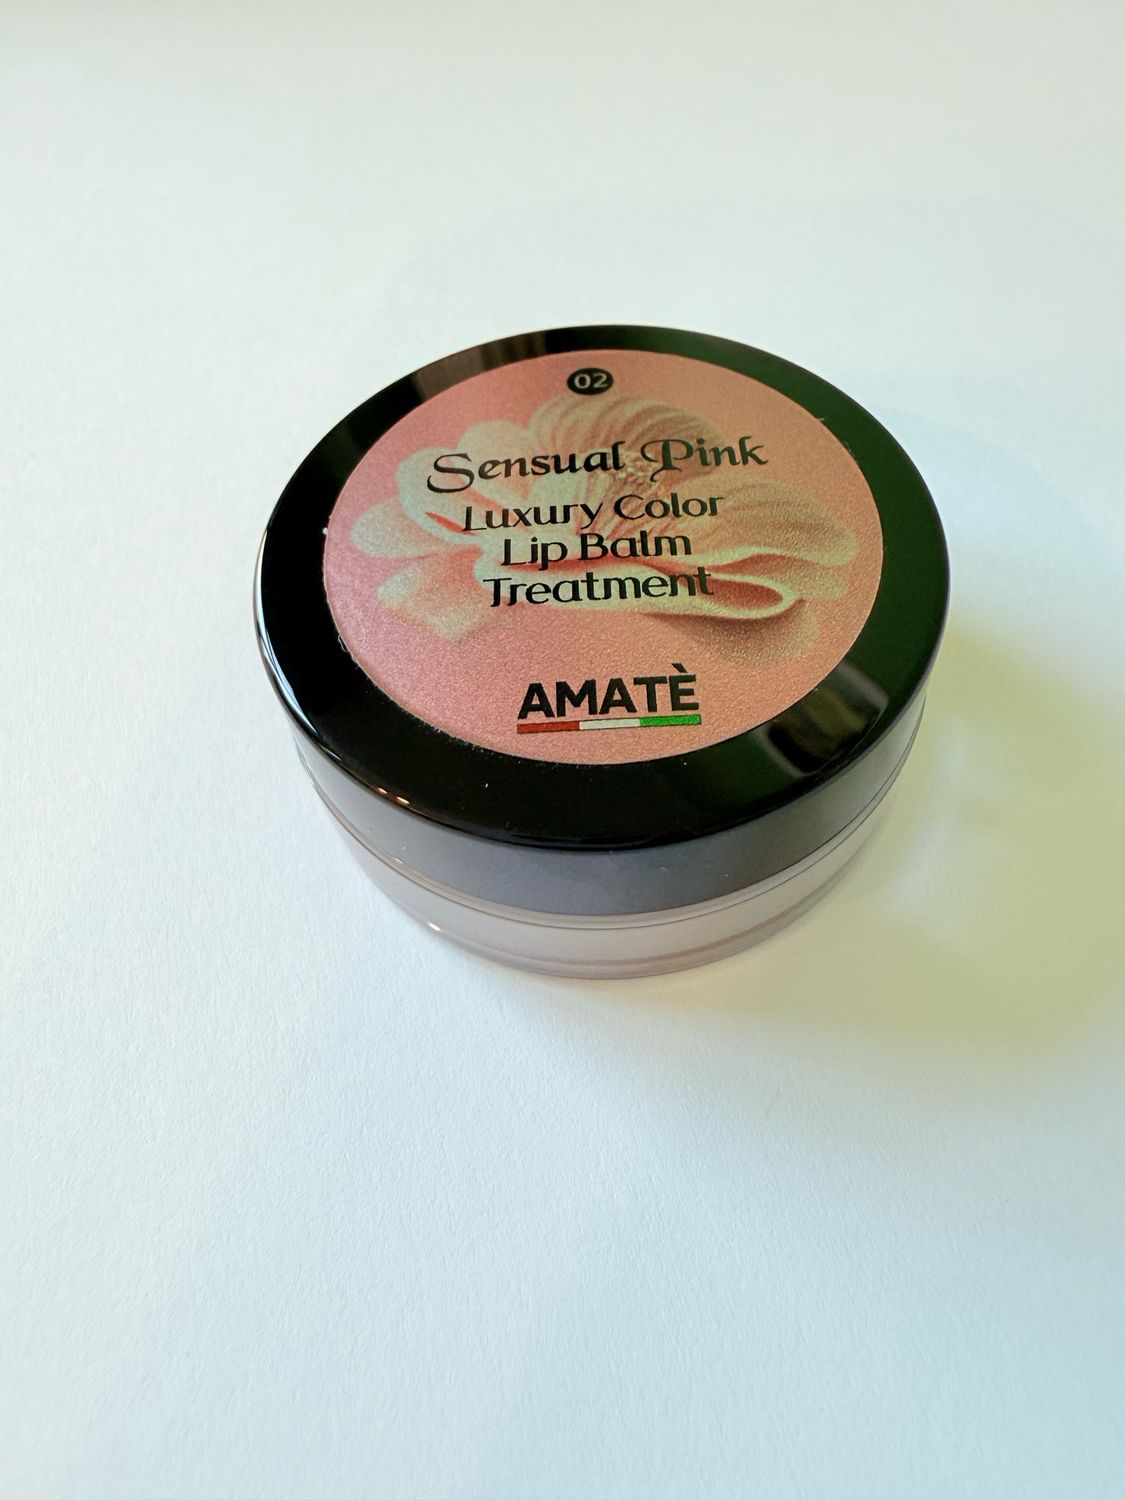 02
Sensual Pink
Luxury Color
Lip Balm
Treatment
AMATÈ